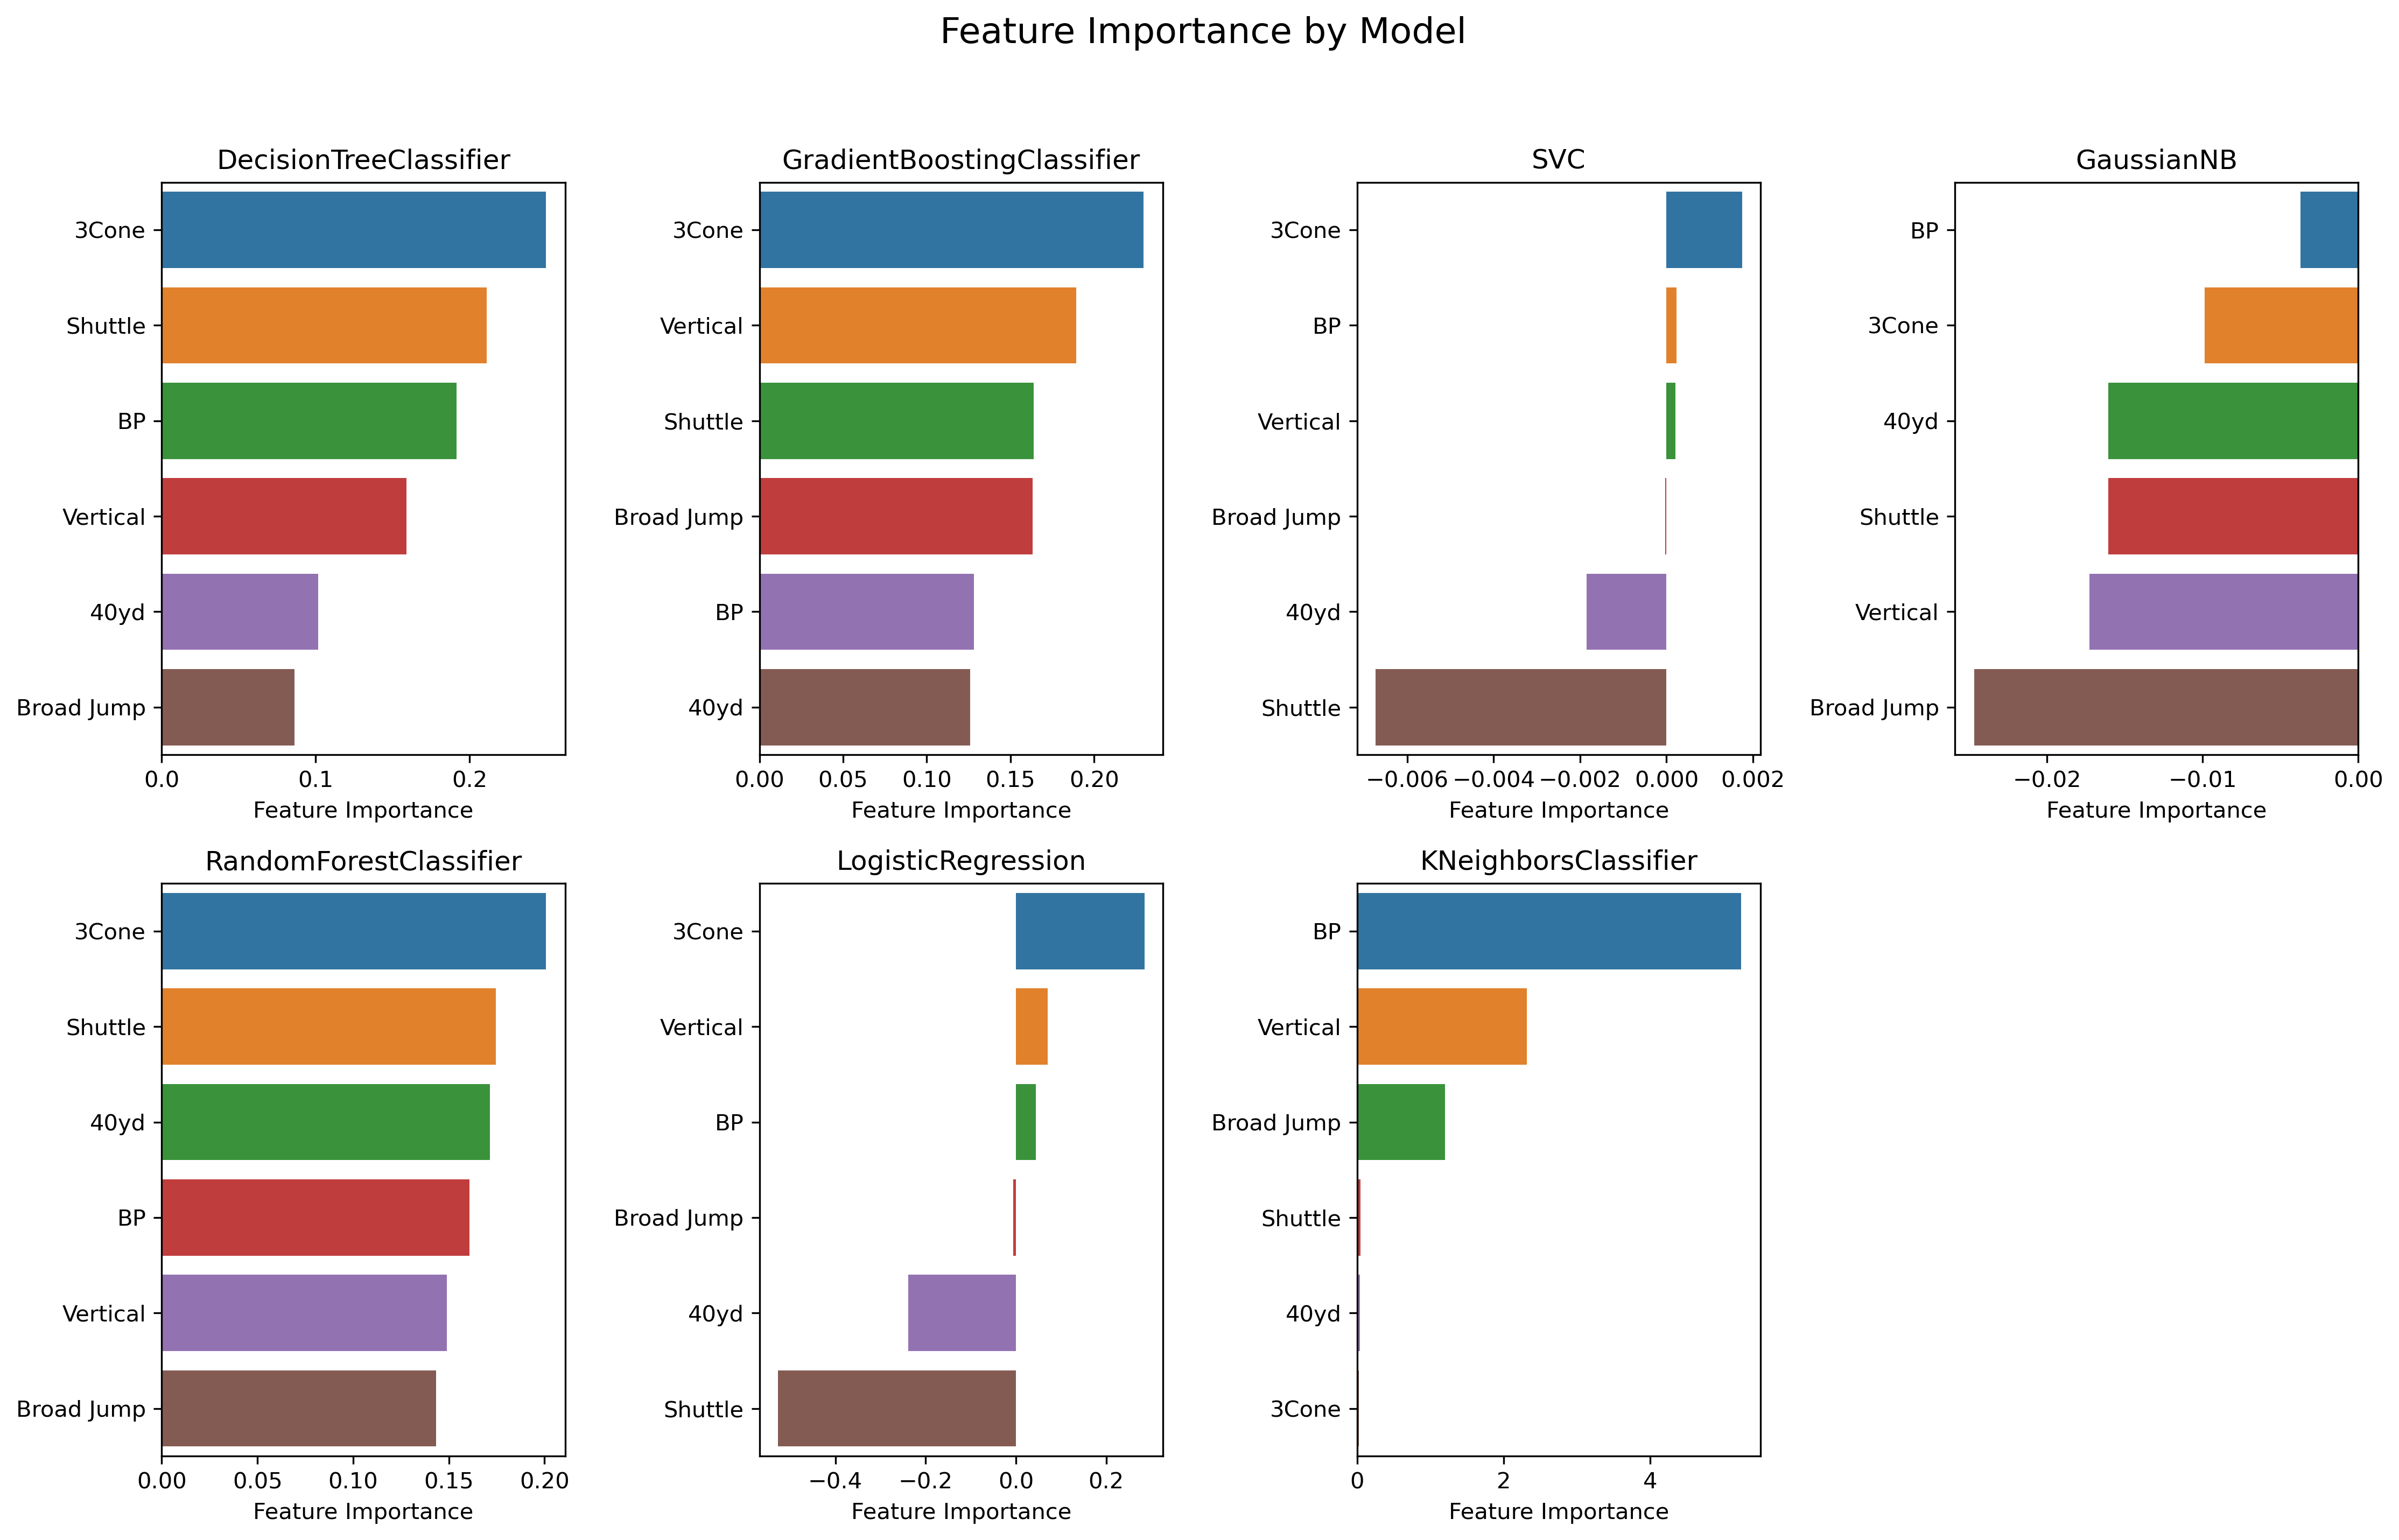 Feature Importance by Model
DecisionTreeClassifier
3Cone
Shuttle
BP
Vertical
40yd
Broad Jump
0.0 0.1 0.2
Feature Importance
GradientBoostingClassifier
3Cone
Vertical
Shuttle
Broad Jump
BP
40yd
0.00 0.05 0.10 0.15 0.20
Feature Importance
SVC
3Cone
BP
Vertical
Broad Jump
40yd
Shuttle
−0.006 −0.004 −0.002 0.000 0.002
Feature Importance
GaussianNB
BP
3Cone
40yd
Shuttle
Vertical
Broad Jump
−0.02 −0.01 0.00
Feature Importance
RandomForestClassifier
3Cone
Shuttle
40yd
BP
Vertical
Broad Jump
0.00 0.05 0.10 0.15 0.20
Feature Importance
LogisticRegression
3Cone
Vertical
BP
Broad Jump
40yd
Shuttle
−0.4 −0.2 0.0 0.2
Feature Importance
KNeighborsClassifier
BP
Vertical
Broad Jump
Shuttle
40yd
3Cone
0 2 4
Feature Importance